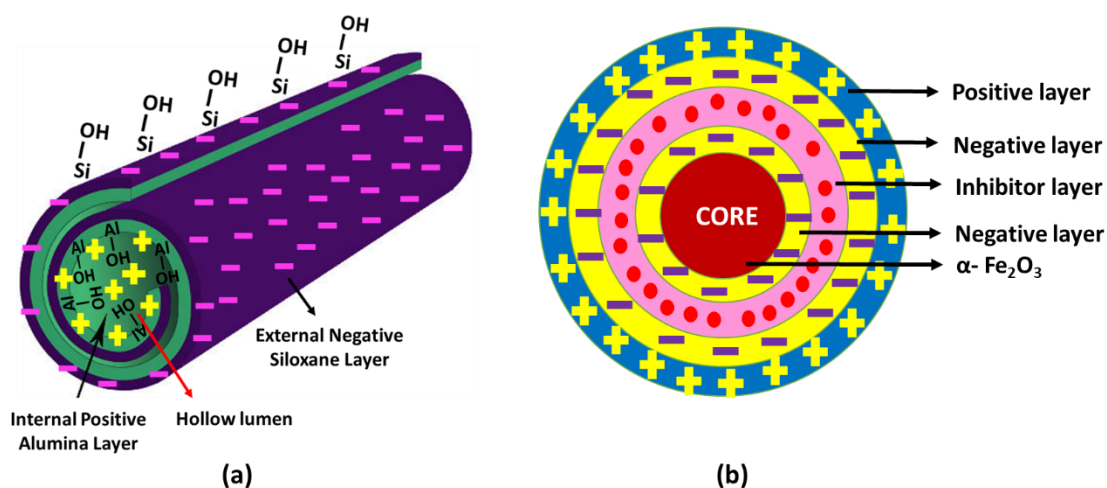 OH
Si
OH
Si
OH
Si
OH
Si
OH
Si
Al
OH
Al
OH
Al
OH
Al
OH
Al
External Negative
Siloxane Layer
Internal Positive
Alumina Layer
Hollow lumen
(a)
CORE
Positive layer
Negative layer
Inhibitor layer
Negative layer
α- Fe₂O₃
(b)